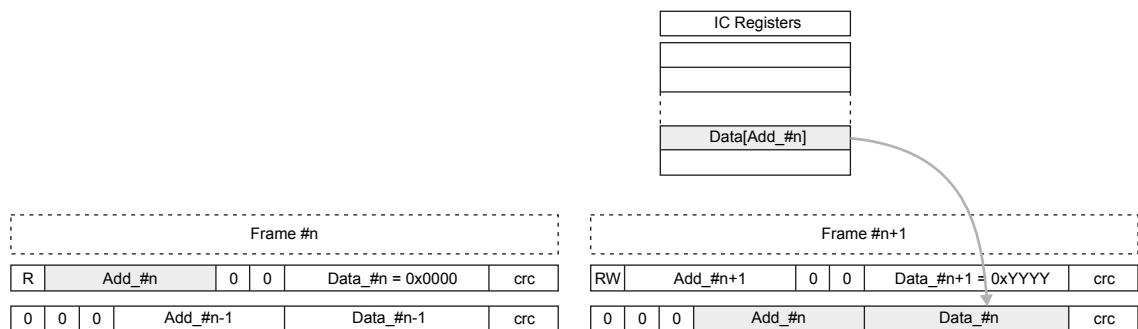 IC Registers
Data[Add_#n]
Frame #n
Frame #n+1
R Add_#n 0 0 Data_#n = 0x0000 crc
RW Add_#n+1 0 0 Data_#n+1 = 0xYYYY crc
0 0 0 Add_#n-1 Data_#n-1 crc
0 0 0 Add_#n Data_#n crc